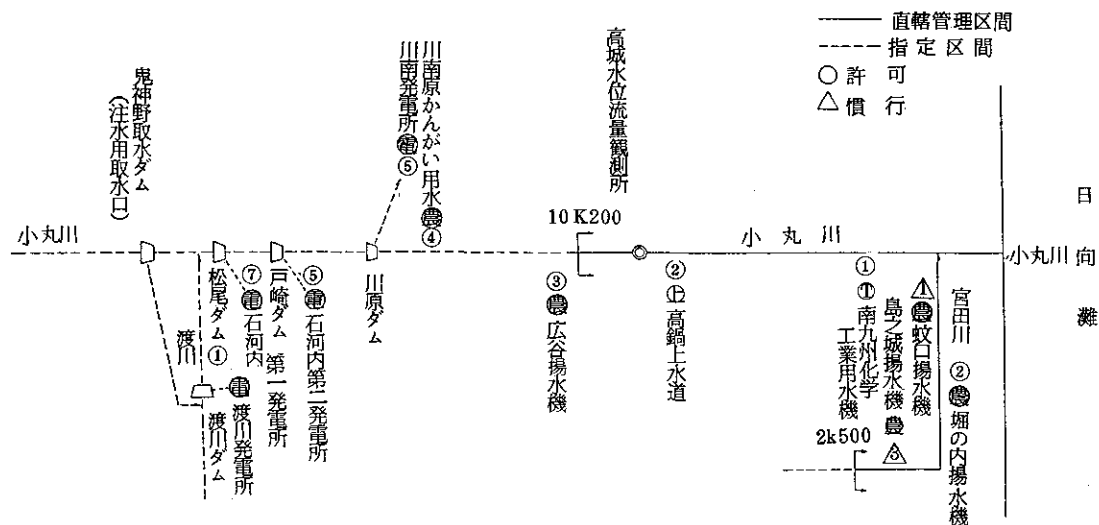 直轄管理区間
指定区間
○許可
△慣行
鬼神野取水ダム
(注水用取水口)
川南発電所 電 ⑤
川南原かんがい用水 農 ④
高城水位流量観測所
10K200
日向灘
小丸川
小丸川
小丸川
渡川
松尾ダム ①
⑦ 電 石河内第一発電所
戸崎ダム
⑤ 電 石河内第二発電所
川原ダム
渡川ダム
電 渡川発電所
③ 農 広谷揚水機
② 上 高鍋上水道
① 工 南九州化学工業用水機
島之城揚水機 農 3
1 農 蚊口揚水機
宮田川
② 農 堀の内揚水機
2k500